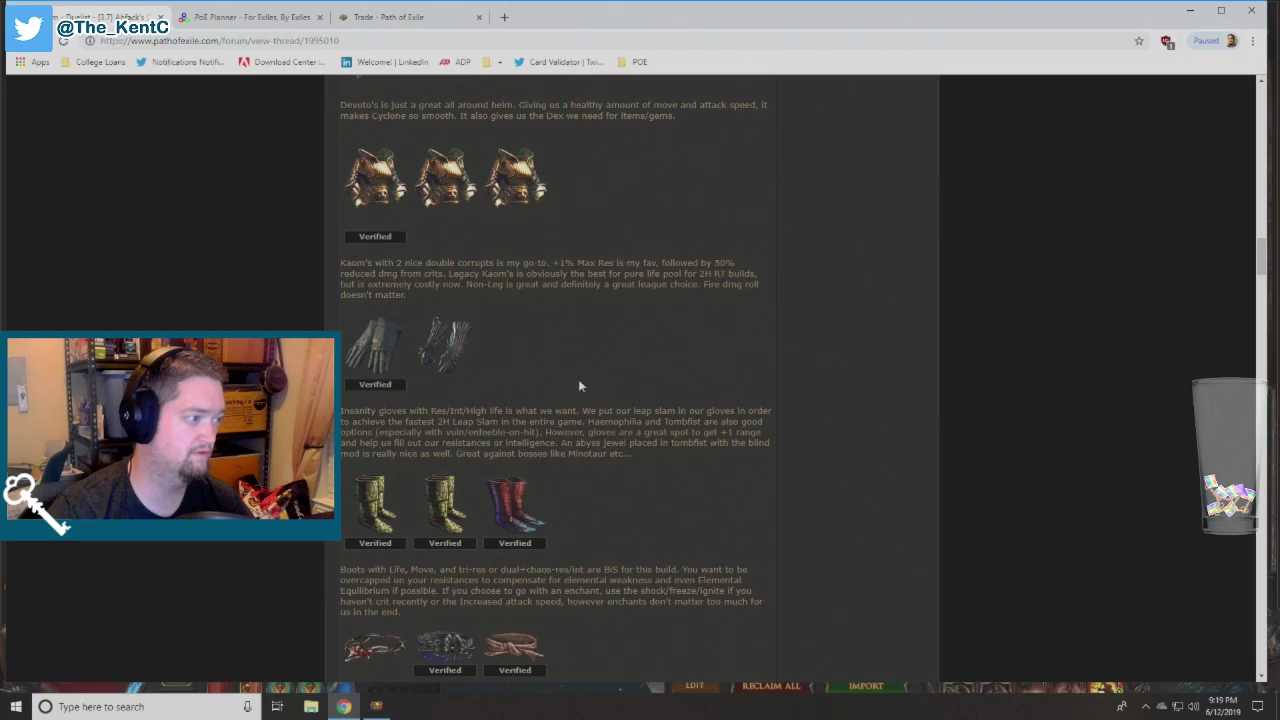 @The_KentC
Duelist - [3.7]
PoE Planner - For Exiles, By Exiles
Trade - Path of Exile
https://www.pathofexile.com/forum/view-thread/1995010
Paused
Apps
College Loans
Notifications Notifi...
Download Center :...
Welcome! | LinkedIn
ADP
Card Validator | Tw...
POE
Devoto's is just a great all around helm. Giving us a healthy amount of move and attack speed, it
makes Cyclone so smooth. It also gives us the Dex we need for items/gems.
Verified
Kaom's with 2 nice double corrupts is my go-to. +1% Max Res is my fav, followed by 50%
reduced dmg from crits. Legacy Kaom's is obviously the best for pure life pool for 2H RT builds,
but is extremely costly now. Non-Leg is great and definitely a great league choice. Fire dmg roll
doesn't matter.
Verified
Insanity gloves with Res/Int/High life is what we want. We put our leap slam in our gloves in order
to achieve the fastest 2H Leap Slam in the entire game. Haemophilia and Tombfist are also good
options (especially with vuln/enfeeble-on-hit). However, gloves are a great spot to get +1 range
and help us fill out our resistances or intelligence. An abyss jewel placed in tombfist with the blind
mod is really nice as well. Great against bosses like Minotaur etc...
Verified Verified Verified
Boots with Life, Move, and tri-res or dual+chaos-res/int are BiS for this build. You want to be
overcapped on your resistances to compensate for elemental weakness and even Elemental
Equilibrium if possible. If you choose to go with an enchant, use the shock/freeze/ignite if you
haven't crit recently or the Increased attack speed, however enchants don't matter too much for
us in the end.
Verified Verified
EDIT RECLAIM ALL IMPORT
Type here to search
9:19 PM
6/12/2019